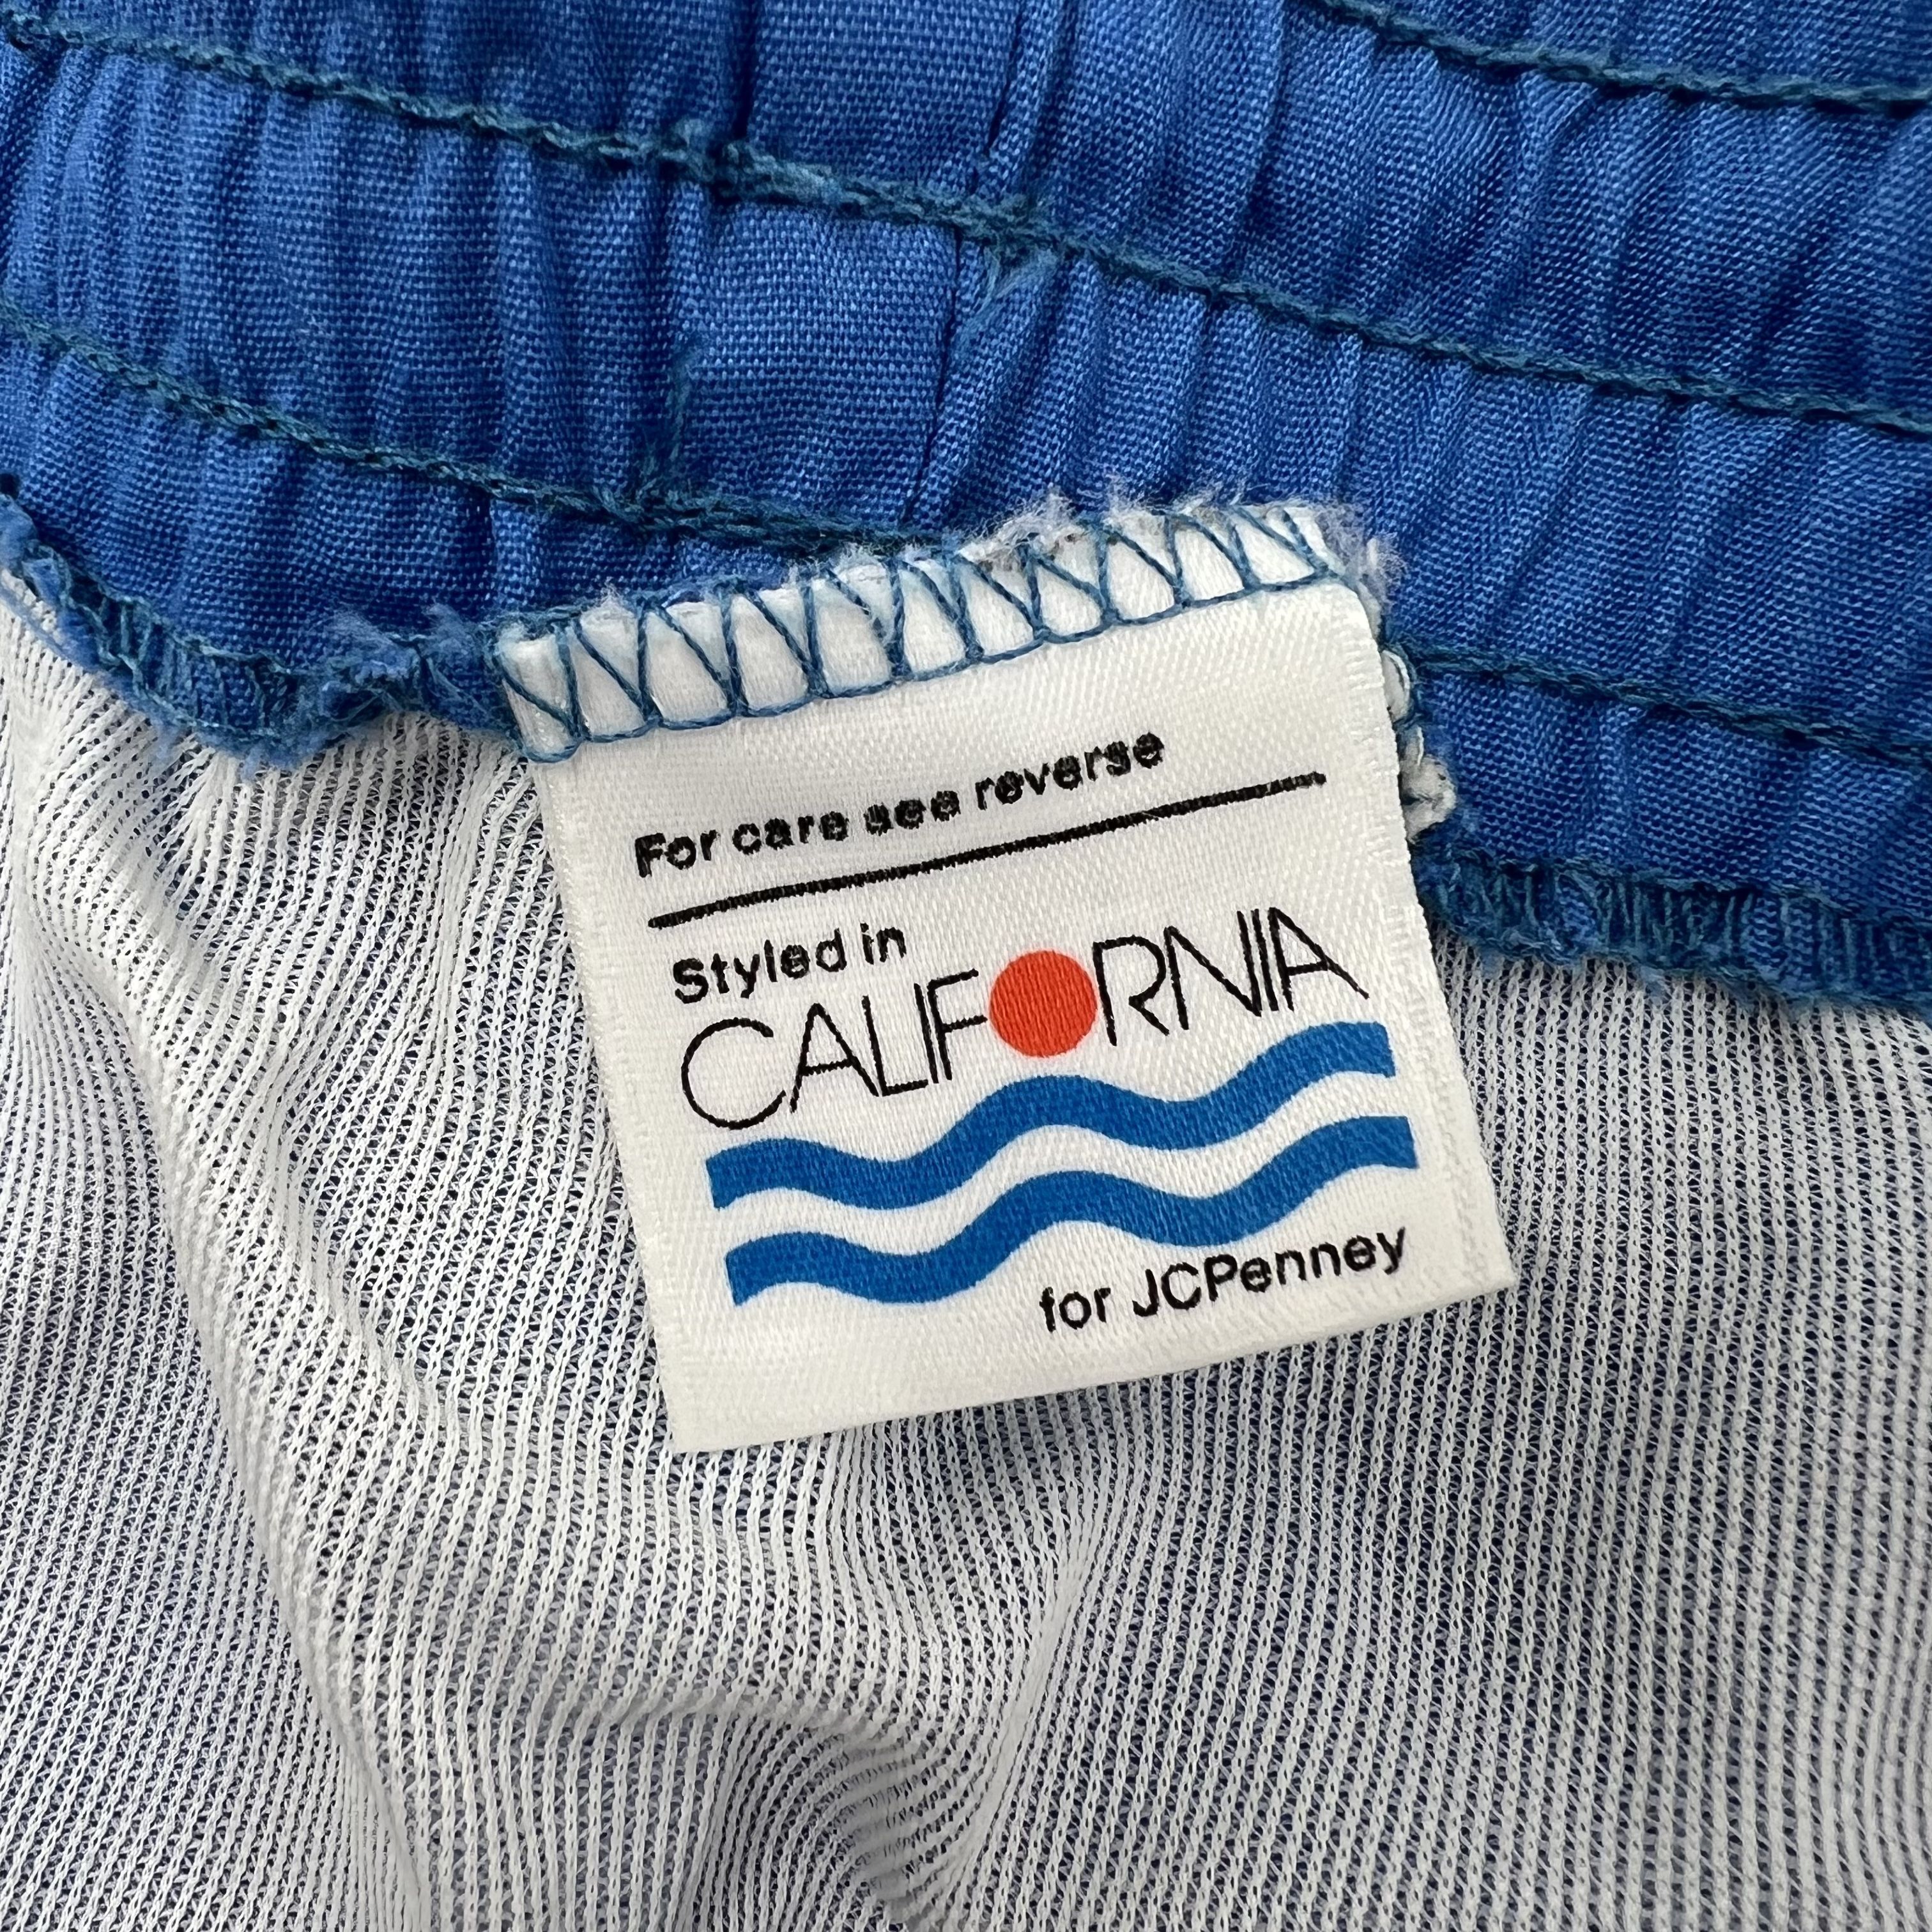 For care see reverse
Styled in
CALIFORNIA
for JCPenney